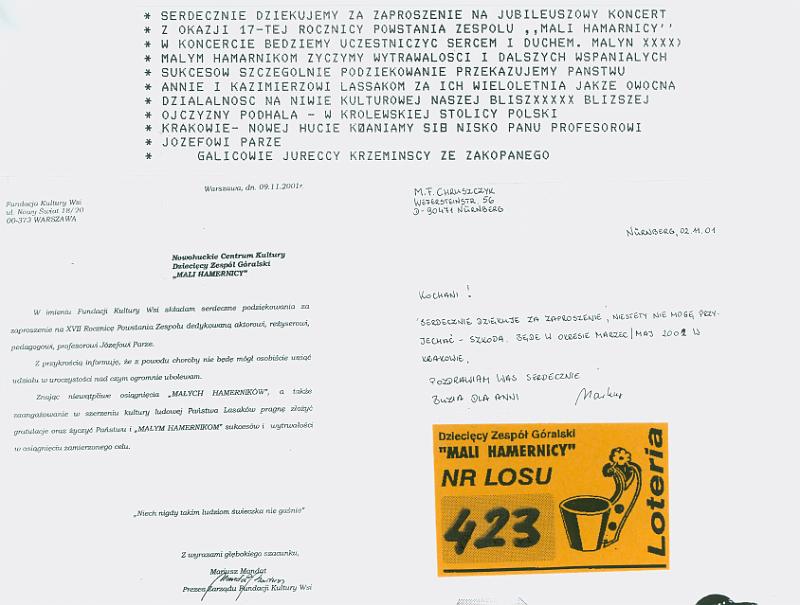 * SERDECZNIE DZIEKUJEMY ZA ZAPROSZENIE NA JUBILEUSZOWY KONCERT
* Z OKAZJI 17-TEJ ROCZNICY POWSTANIA ZESPOLU ,,MALI HAMARNICY''
* W KONCERCIE BEDZIEMY UCZESTNICZYC SERCEM I DUCHEM. MALYN XXXX)
* MALYM HAMARNIKOM ZYCZYMY WYTRAWALOSCI I DALSZYCH WSPANIALYCH
* SUKCESOW SZCZEGOLNIE PODZIEKOWANIE PRZEKAZUJEMY PANSTWU
* ANNIE I KAZIMIERZOWI LASSAKOM ZA ICH WIELOLETNIA JAKZE OWOCNA
* DZIALALNOSC NA NIWIE KULTUROWEJ NASZEJ BLISZXXXXX BLIZSZEJ
* OJCZYZNY PODHALA - W KROLEWSKIEJ STOLICY POLSKI
* KRAKOWIE- NOWEJ HUCIE KØANIAMY SIB NISKO PANU PROFESOROWI
* JOZEFOWI PARZE
* GALICOWIE JURECCY KRZEMINSCY ZE ZAKOPANEGO
Warszawa, dn. 09.11.2001r.
Fundacja Kultury Wsi
ul. Nowy Świat 18/20
00-373 WARSZAWA
Nowohuckie Centrum Kultury
Dziecięcy Zespół Góralski
„MALI HAMERNICY"
W imieniu Fundacji Kultury Wsi składam serdeczne podziękowania za
zaproszenie na XVII Rocznicę Powstania Zespołu dedykowaną aktorowi, reżyserowi,
pedagogowi, profesorowi Józefowi Parze.
Z przykrością informuję, że z powodu choroby nie będę mógł osobiście wziąć
udziału w uroczystości nad czym ogromnie ubolewam.
Znając niewątpliwe osiągnięcia „MAŁYCH HAMERNIKÓW", a także
zaangażowanie w szerzeniu kultury ludowej Państwa Lasaków pragnę złożyć
gratulacje oraz życzyć Państwu i „MAŁYM HAMERNIKOM" sukcesów i wytrwałości
w osiągnięciu zamierzonego celu.
„Niech nigdy takim ludziom świeczka nie gaśnie"
Z wyrazami głębokiego szacunku,
Mariusz Mandat
Prezes Zarządu Fundacji Kultury Wsi
M.F. CHRUSZCZYK
WETERSTEINSTR. 56
D-90471 NÜRNBERG
NÜRNBERG, 02.11.01
KOCHANI !
SERDECZNIE DZIĘKUJĘ ZA ZAPROSZENIE, NIESTETY NIE MOGĘ PRZY-
JECHAĆ - SZKODA. BĘDĘ W OKRESIE MARZEC/MAJ 2002 W
KRAKOWIE.
POZDRAWIAM WAS SERDECZNIE
BUZIA DLA ANNI
Dziecięcy Zespół Góralski
"MALI HAMERNICY"
NR LOSU
423
Loteria